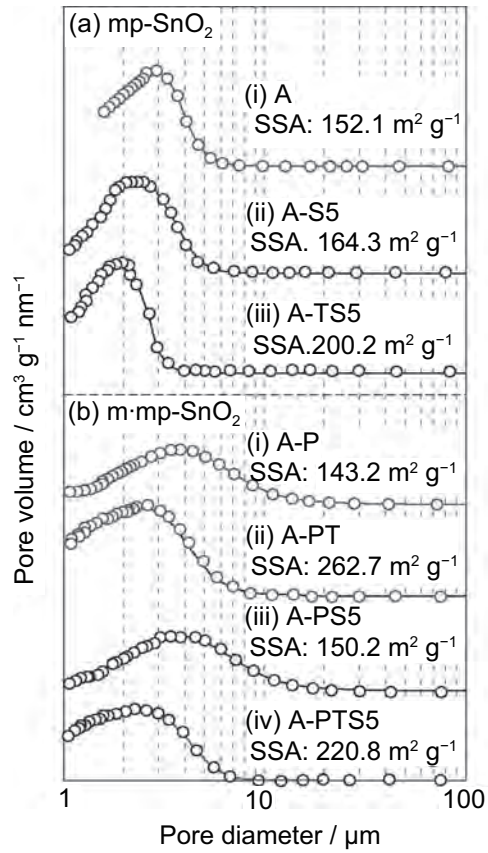 (a) mp-SnO₂
(i) A
SSA: 152.1 m² g⁻¹
(ii) A-S5
SSA. 164.3 m² g⁻¹
(iii) A-TS5
SSA.200.2 m² g⁻¹
(b) m·mp-SnO₂
(i) A-P
SSA: 143.2 m² g⁻¹
(ii) A-PT
SSA: 262.7 m² g⁻¹
(iii) A-PS5
SSA: 150.2 m² g⁻¹
(iv) A-PTS5
SSA: 220.8 m² g⁻¹
Pore volume / cm³ g⁻¹ nm⁻¹
1 10 100
Pore diameter / μm